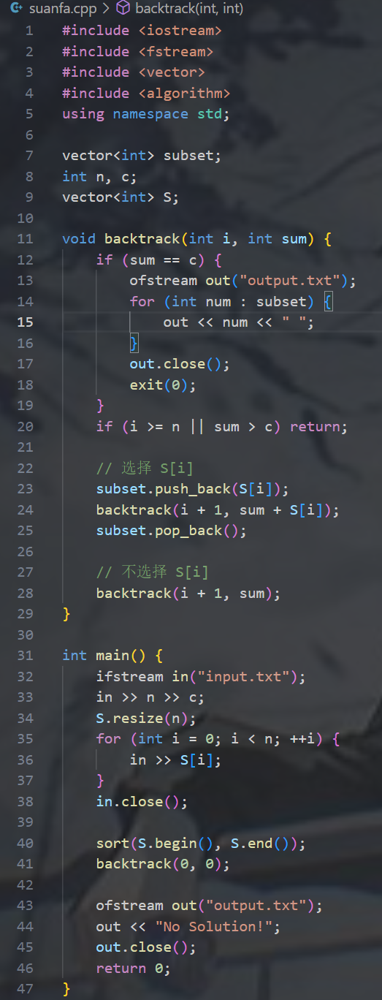 suanfa.cpp > backtrack(int, int)
1 #include <iostream>
2 #include <fstream>
3 #include <vector>
4 #include <algorithm>
5 using namespace std;
6
7 vector<int> subset;
8 int n, c;
9 vector<int> S;
10
11 void backtrack(int i, int sum) {
12     if (sum == c) {
13         ofstream out("output.txt");
14         for (int num : subset) {
15             out << num << " ";
16         }
17         out.close();
18         exit(0);
19     }
20     if (i >= n || sum > c) return;
21
22     // 选择 S[i]
23     subset.push_back(S[i]);
24     backtrack(i + 1, sum + S[i]);
25     subset.pop_back();
26
27     // 不选择 S[i]
28     backtrack(i + 1, sum);
29 }
30
31 int main() {
32     ifstream in("input.txt");
33     in >> n >> c;
34     S.resize(n);
35     for (int i = 0; i < n; ++i) {
36         in >> S[i];
37     }
38     in.close();
39
40     sort(S.begin(), S.end());
41     backtrack(0, 0);
42
43     ofstream out("output.txt");
44     out << "No Solution!";
45     out.close();
46     return 0;
47 }